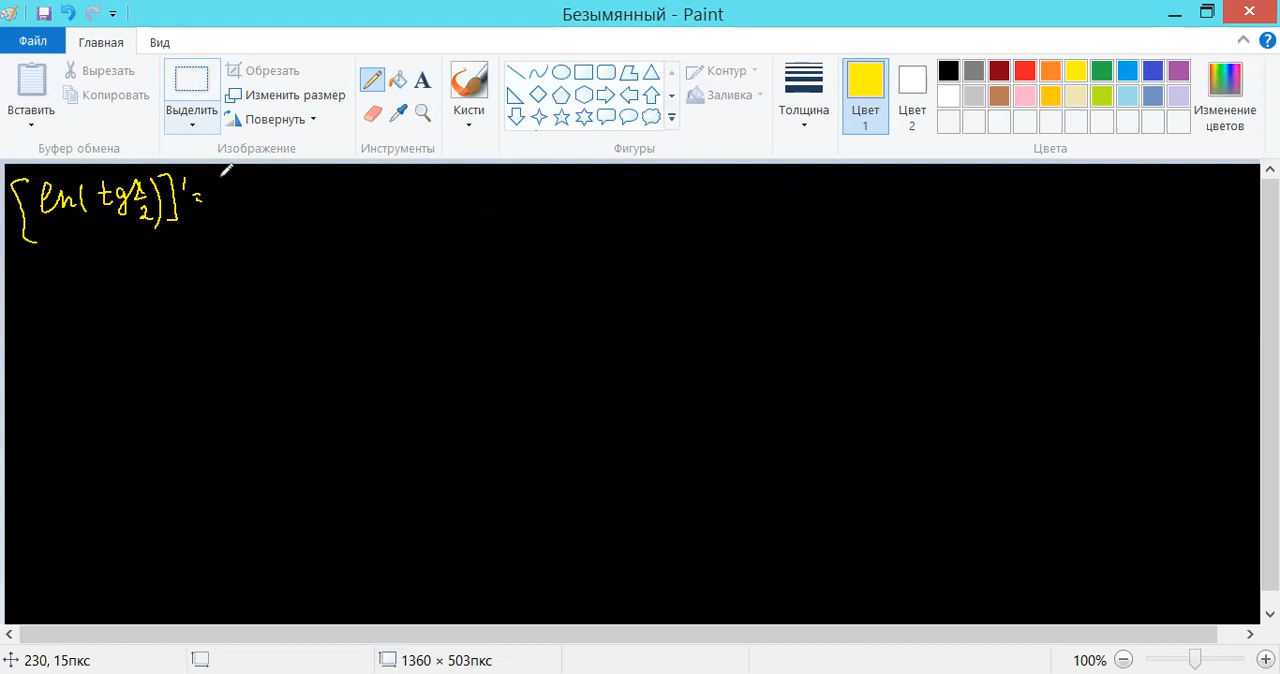 Безымянный - Paint
Файл Главная Вид
Вставить
Вырезать
Копировать
Буфер обмена
Выделить
Обрезать
Изменить размер
Повернуть
Изображение
A
Инструменты
Кисти
Контур
Заливка
Фигуры
Толщина
Цвет 1
Цвет 2
Изменение цветов
Цвета
[ln(tg x/2)]'=
230, 15пкс 1360 × 503пкс 100%